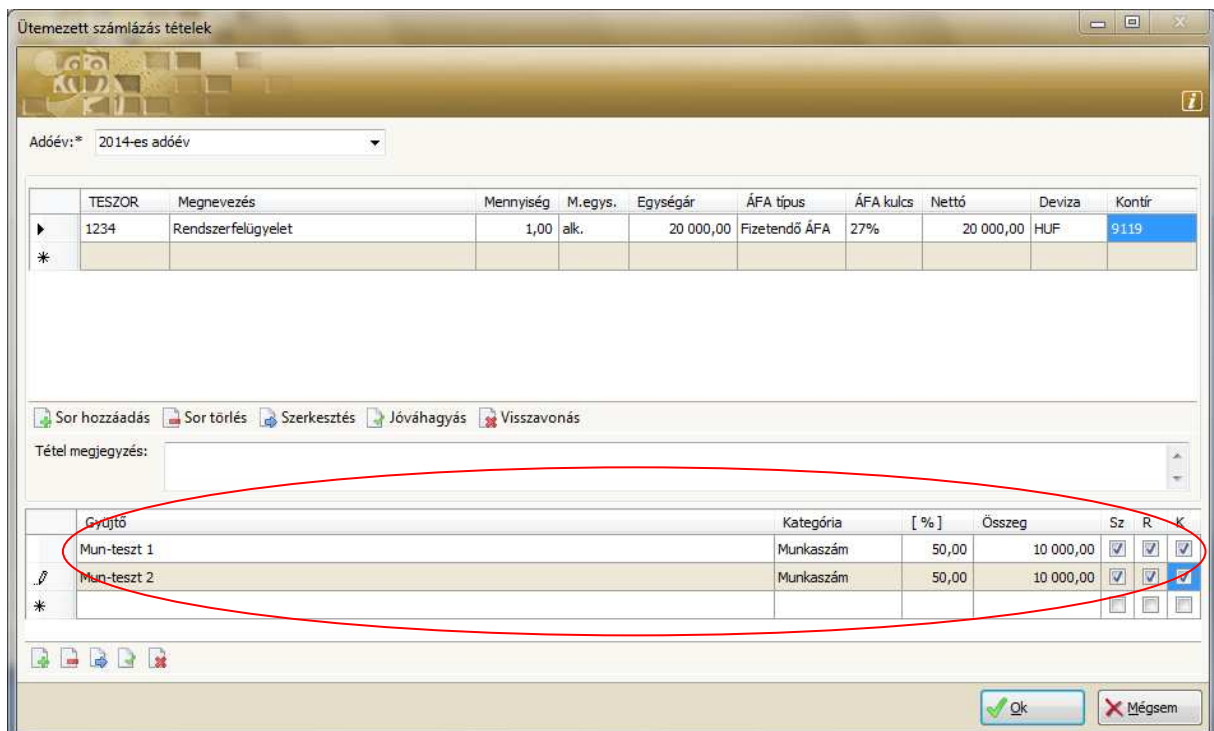 Ütemezett számlázás tételek
Adóév:* 2014-es adóév
TESZOR Megnevezés Mennyiség M.egys. Egységár ÁFA típus ÁFA kulcs Nettó Deviza Kontír
1234 Rendszerfelügyelet 1,00 alk. 20 000,00 Fizetendő ÁFA 27% 20 000,00 HUF 9119
Sor hozzáadás Sor törlés Szerkesztés Jóváhagyás Visszavonás
Tétel megjegyzés:
Gyűjtő Kategória [ % ] Összeg Sz R K
Mun-teszt 1 Munkaszám 50,00 10 000,00
Mun-teszt 2 Munkaszám 50,00 10 000,00
Ok Mégsem